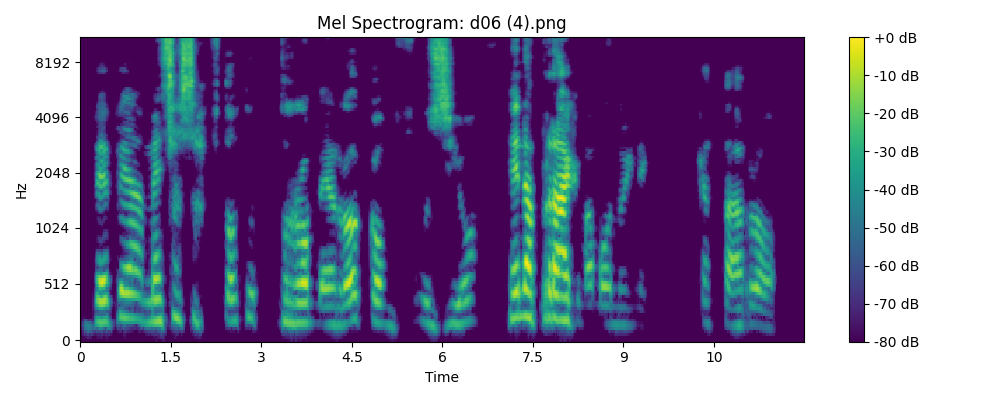 Mel Spectrogram: d06 (4).png
Hz
8192
4096
2048
1024
512
0
0 1.5 3 4.5 6 7.5 9 10
Time
+0 dB
-10 dB
-20 dB
-30 dB
-40 dB
-50 dB
-60 dB
-70 dB
-80 dB